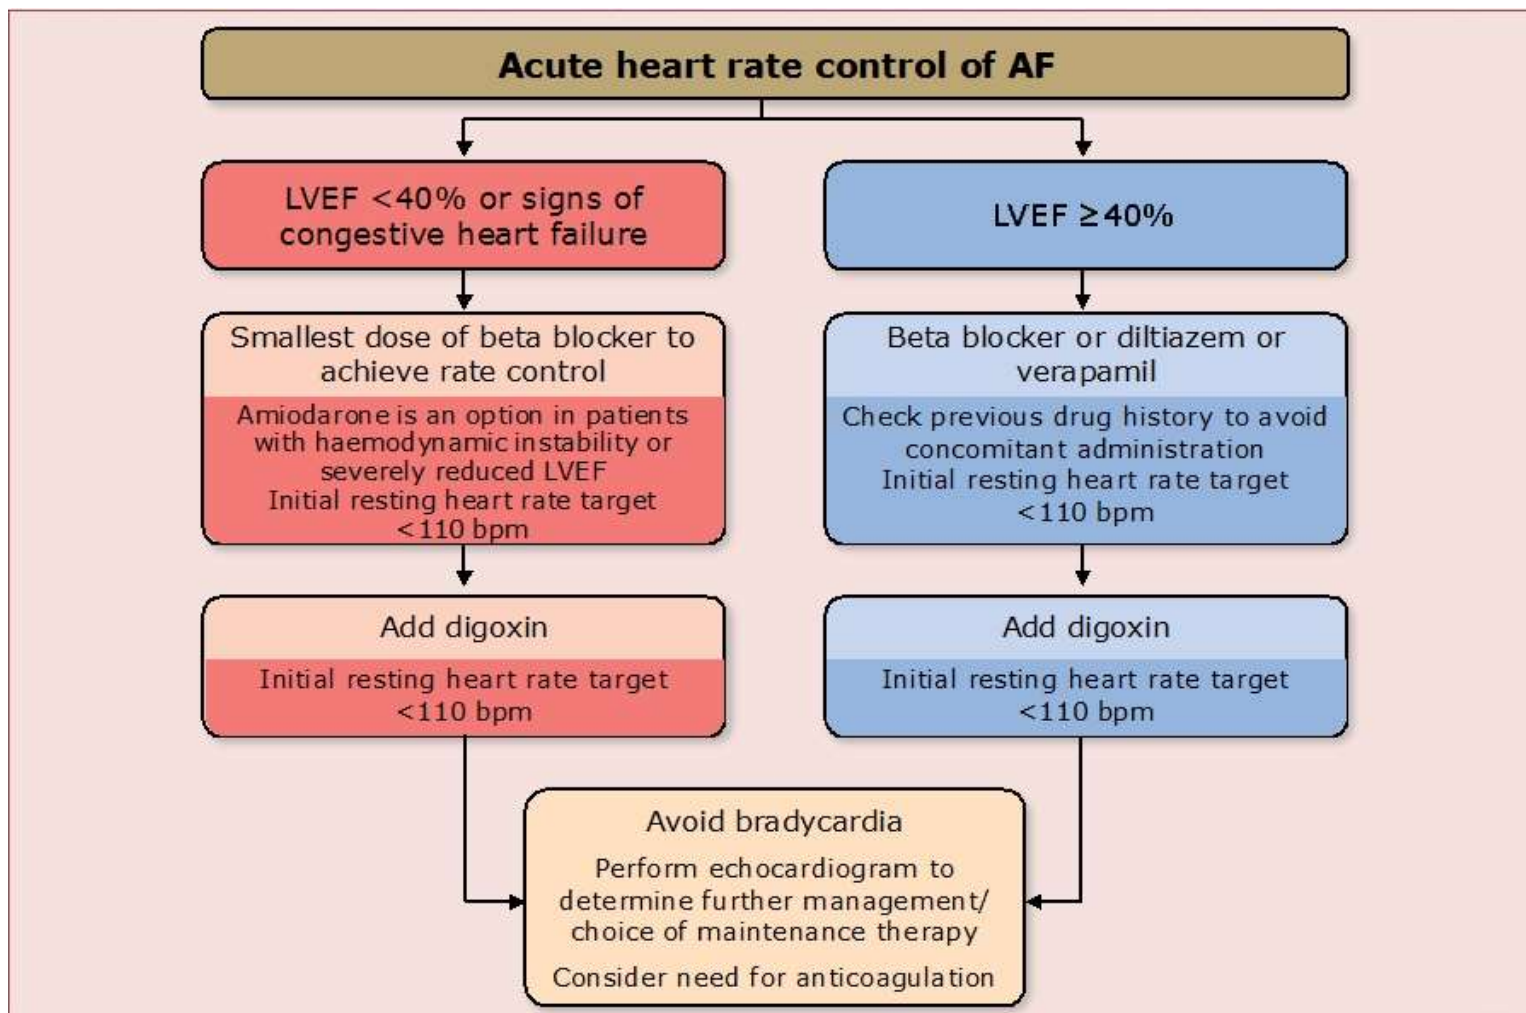 Acute heart rate control of AF
LVEF <40% or signs of
congestive heart failure
LVEF ≥40%
Smallest dose of beta blocker to
achieve rate control
Amiodarone is an option in patients
with haemodynamic instability or
severely reduced LVEF
Initial resting heart rate target
<110 bpm
Beta blocker or diltiazem or
verapamil
Check previous drug history to avoid
concomitant administration
Initial resting heart rate target
<110 bpm
Add digoxin
Initial resting heart rate target
<110 bpm
Add digoxin
Initial resting heart rate target
<110 bpm
Avoid bradycardia
Perform echocardiogram to
determine further management/
choice of maintenance therapy
Consider need for anticoagulation